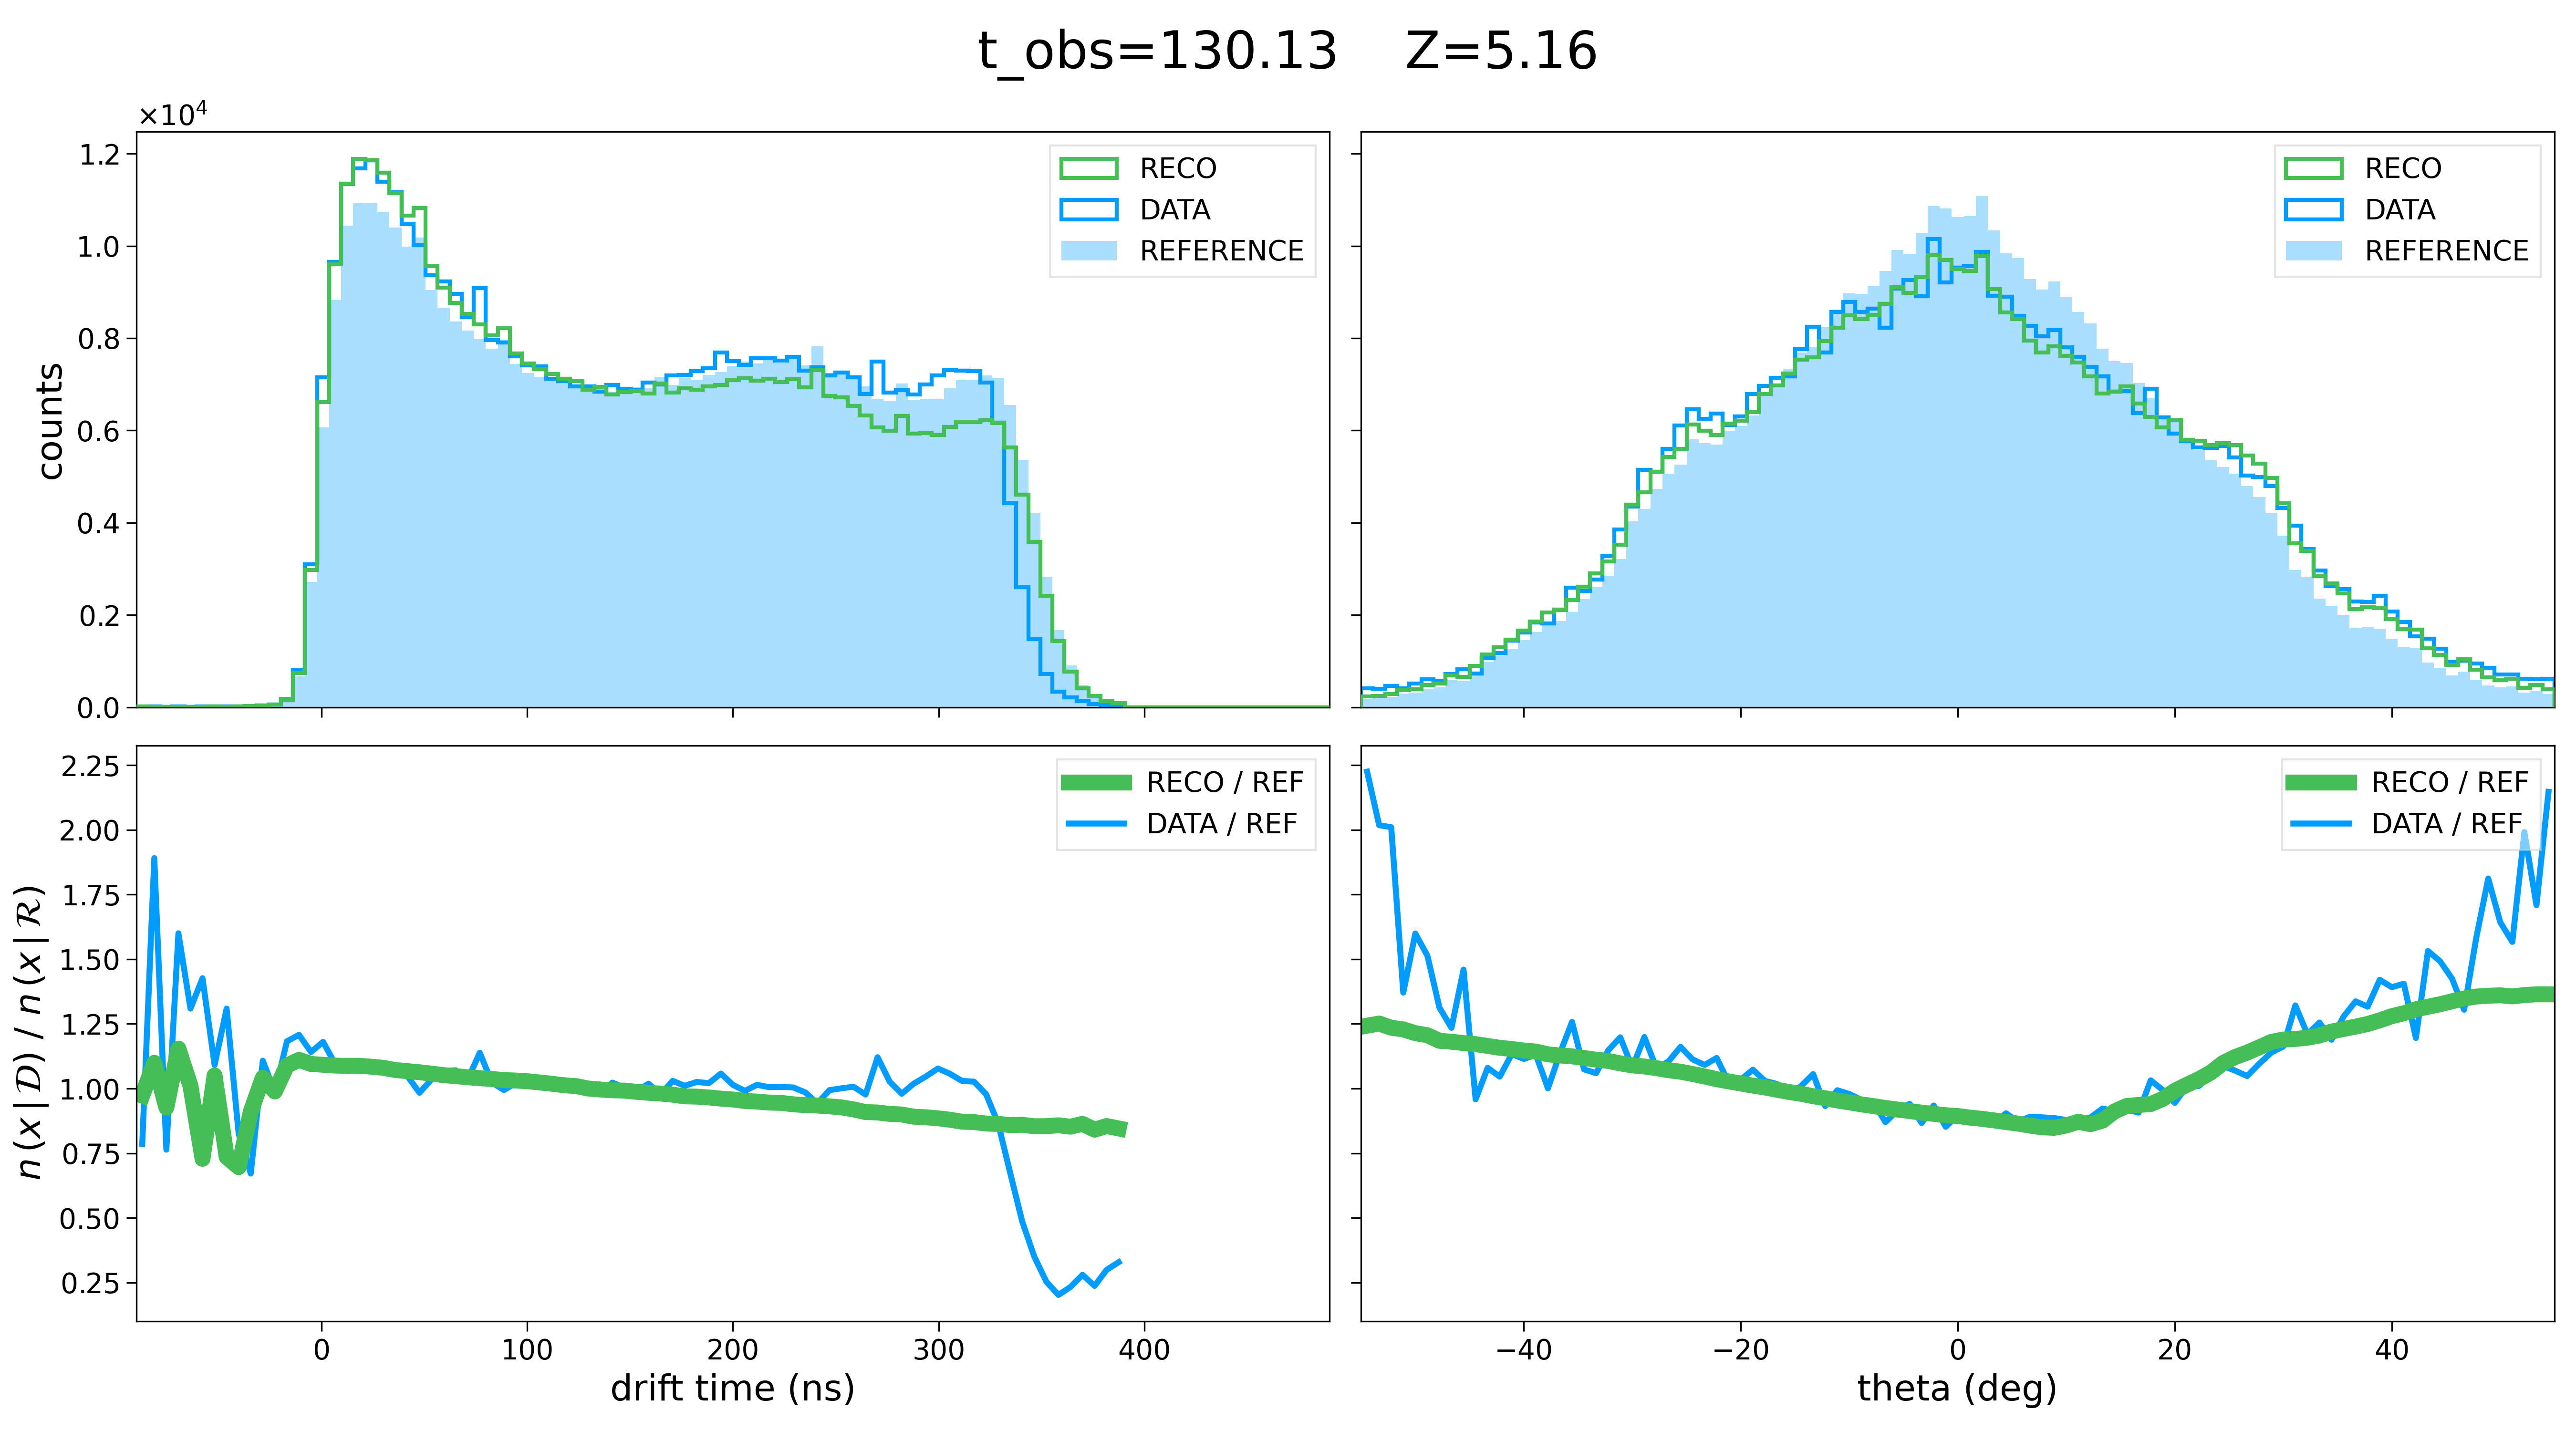 t_obs=130.13 Z=5.16
×10⁴
1.2
1.0
0.8
0.6
0.4
0.2
0.0
counts
RECO
DATA
REFERENCE
RECO
DATA
REFERENCE
2.25
2.00
1.75
1.50
1.25
1.00
0.75
0.50
0.25
n(x|𝒟) / n(x|ℛ)
RECO / REF
DATA / REF
RECO / REF
DATA / REF
0 100 200 300 400
drift time (ns)
−40 −20 0 20 40
theta (deg)